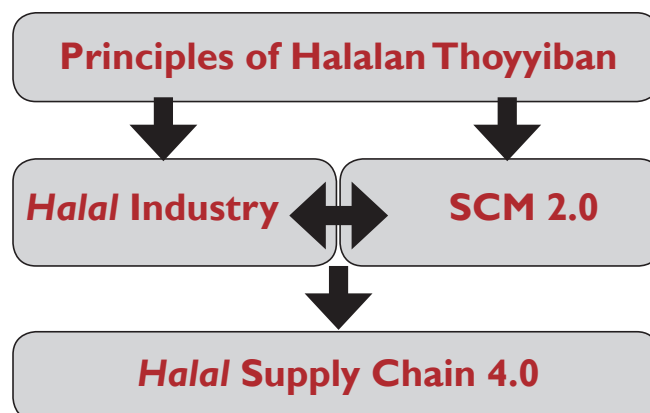 Principles of Halalan Thoyyiban
Halal Industry
SCM 2.0
Halal Supply Chain 4.0